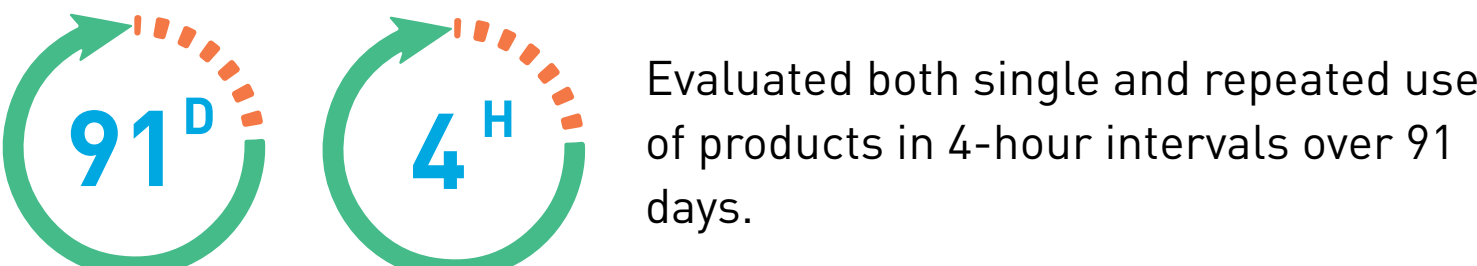 91 D
4 H
Evaluated both single and repeated use
of products in 4-hour intervals over 91
days.